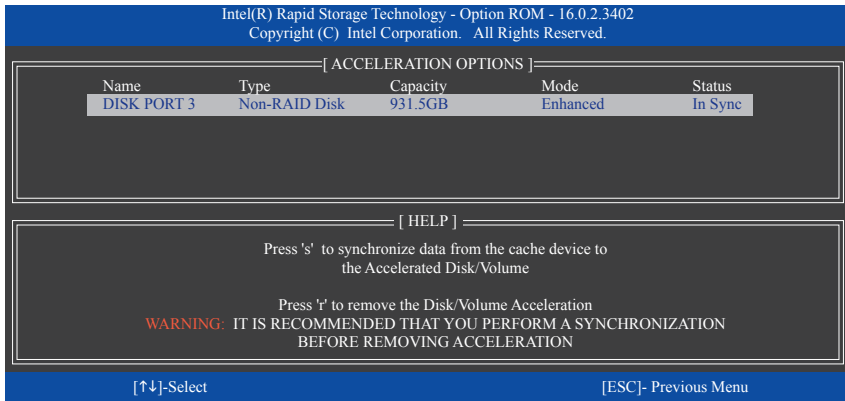 Intel(R) Rapid Storage Technology - Option ROM - 16.0.2.3402
Copyright (C) Intel Corporation. All Rights Reserved.
[ ACCELERATION OPTIONS ]
Name Type Capacity Mode Status
DISK PORT 3 Non-RAID Disk 931.5GB Enhanced In Sync
[ HELP ]
Press 's' to synchronize data from the cache device to
the Accelerated Disk/Volume
Press 'r' to remove the Disk/Volume Acceleration
WARNING: IT IS RECOMMENDED THAT YOU PERFORM A SYNCHRONIZATION
BEFORE REMOVING ACCELERATION
[↑↓]-Select [ESC]- Previous Menu